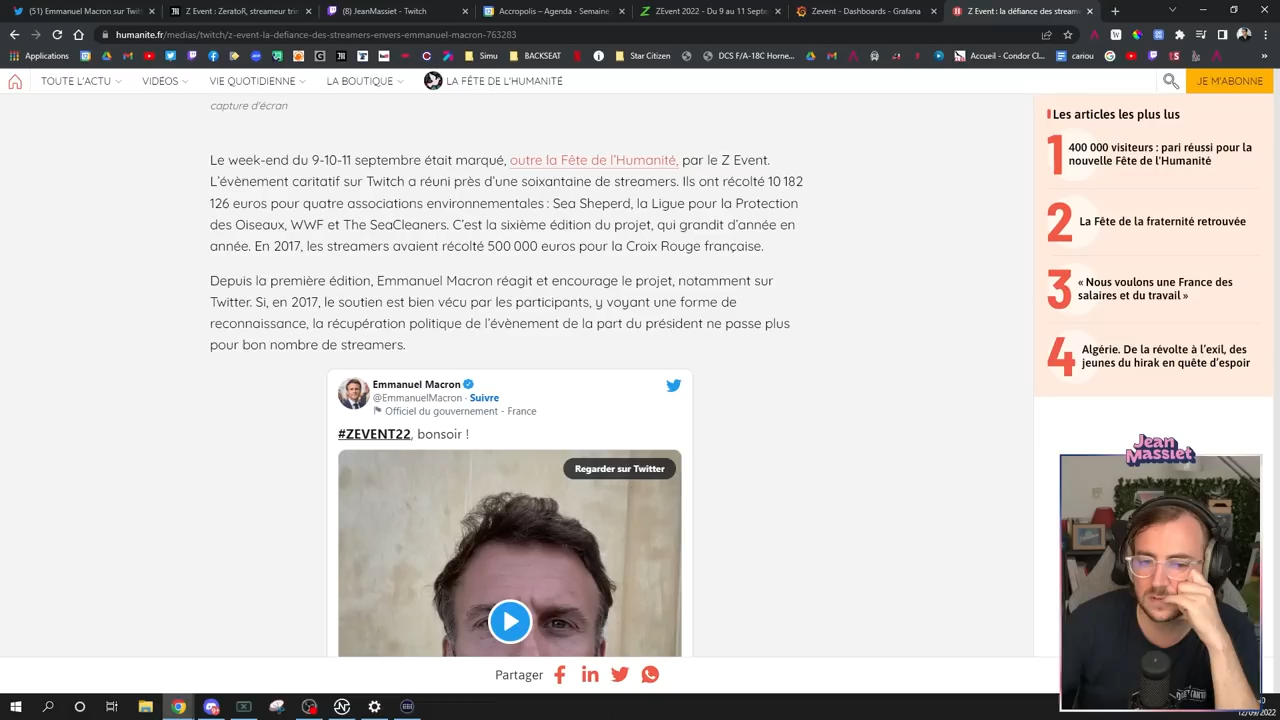 (5) Emmanuel Macron sur Twit
Z Event : ZeratoR, streameur trin
(8) JeanMassiet - Twitch
Accropolis – Agenda - Semaine
ZEvent 2022 - Du 9 au 11 Septe
Zevent - Dashboards - Grafana
Z Event : la défiance des stream
humanite.fr/medias/twitch/z-event-la-defiance-des-streamers-envers-emmanuel-macron-763283
Applications
Simu
BACKSEAT
Star Citizen
DCS F/A-18C Horne...
Accueil - Condor Cl...
cariou
TOUTE L'ACTU
VIDÉOS
VIE QUOTIDIENNE
LA BOUTIQUE
LA FÊTE DE L'HUMANITÉ
JE M'ABONNE
capture d'écran
Le week-end du 9-10-11 septembre était marqué, outre la Fête de l'Humanité, par le Z Event.
L'évènement caritatif sur Twitch a réuni près d'une soixantaine de streamers. Ils ont récolté 10 182
126 euros pour quatre associations environnementales : Sea Sheperd, la Ligue pour la Protection
des Oiseaux, WWF et The SeaCleaners. C'est la sixième édition du projet, qui grandit d'année en
année. En 2017, les streamers avaient récolté 500 000 euros pour la Croix Rouge française.
Depuis la première édition, Emmanuel Macron réagit et encourage le projet, notamment sur
Twitter. Si, en 2017, le soutien est bien vécu par les participants, y voyant une forme de
reconnaissance, la récupération politique de l'évènement de la part du président ne passe plus
pour bon nombre de streamers.
Emmanuel Macron
@EmmanuelMacron · Suivre
Officiel du gouvernement - France
#ZEVENT22, bonsoir !
Regarder sur Twitter
Partager
Les articles les plus lus
1
400 000 visiteurs : pari réussi pour la
nouvelle Fête de l'Humanité
2
La Fête de la fraternité retrouvée
3
« Nous voulons une France des
salaires et du travail »
4
Algérie. De la révolte à l'exil, des
jeunes du hirak en quête d'espoir
Jean
Massiet
12/09/2022